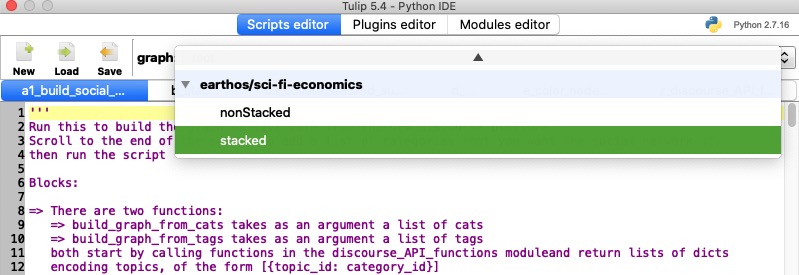 Tulip 5.4 - Python IDE
Scripts editor Plugins editor Modules editor
Python 2.7.16
New Load Save graph:
earthos/sci-fi-economics
nonStacked
stacked
a1_build_social_...
1 '''
2 Run this to build the
3 Scroll to the end of
4 then run the script
5
6 Blocks:
7
8 => There are two functions:
9 => build_graph_from_cats takes as an argument a list of cats
10 => build_graph_from_tags takes as an argument a list of tags
11 both start by calling functions in the discourse_API_functions moduleand return lists of dicts
12 encoding topics, of the form [{topic_id: category_id}]